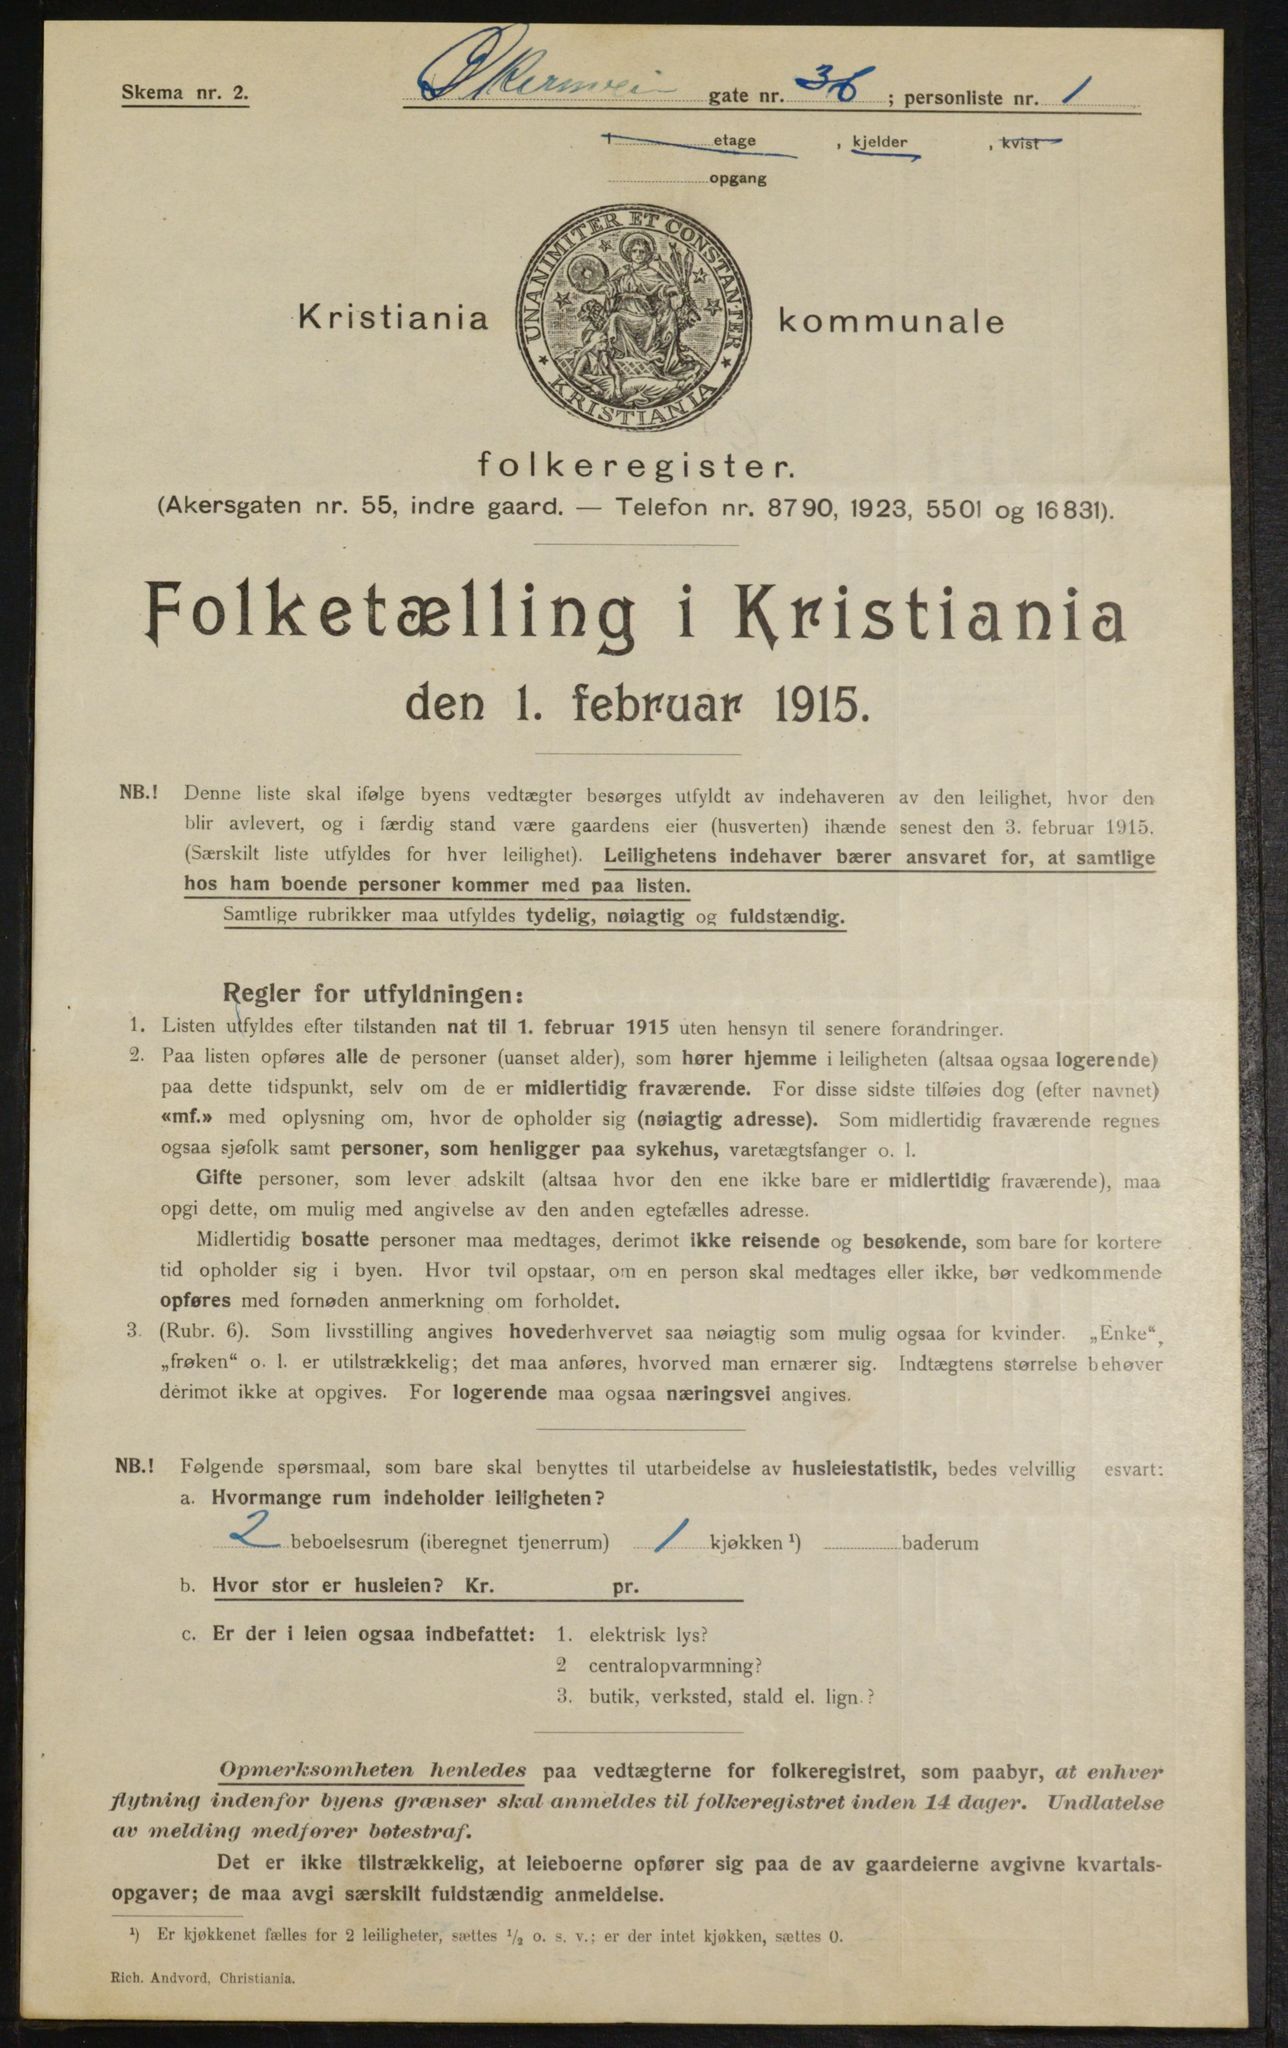 Skema nr. 2. Økernvein gate nr. 36 ; personliste nr. 1
1 etage , kjelder , kvist
opgang
UNANIMITER ET CONSTANTER
KRISTIANIA
Kristiania kommunale
folkeregister.
(Akersgaten nr. 55, indre gaard. — Telefon nr. 8790, 1923, 5501 og 16831).
Folketælling i Kristiania
den 1. februar 1915.
NB.! Denne liste skal ifølge byens vedtægter besørges utfyldt av indehaveren av den leilighet, hvor den
blir avlevert, og i færdig stand være gaardens eier (husverten) ihænde senest den 3. februar 1915.
(Særskilt liste utfyldes for hver leilighet). Leilighetens indehaver bærer ansvaret for, at samtlige
hos ham boende personer kommer med paa listen.
Samtlige rubrikker maa utfyldes tydelig, nøiagtig og fuldstændig.
Regler for utfyldningen:
1. Listen utfyldes efter tilstanden nat til 1. februar 1915 uten hensyn til senere forandringer.
2. Paa listen opføres alle de personer (uanset alder), som hører hjemme i leiligheten (altsaa ogsaa logerende)
paa dette tidspunkt, selv om de er midlertidig fraværende. For disse sidste tilføies dog (efter navnet)
«mf.» med oplysning om, hvor de opholder sig (nøiagtig adresse). Som midlertidig fraværende regnes
ogsaa sjøfolk samt personer, som henligger paa sykehus, varetægtsfanger o. l.
Gifte personer, som lever adskilt (altsaa hvor den ene ikke bare er midlertidig fraværende), maa
opgi dette, om mulig med angivelse av den anden egtefælles adresse.
Midlertidig bosatte personer maa medtages, derimot ikke reisende og besøkende, som bare for kortere
tid opholder sig i byen. Hvor tvil opstaar, om en person skal medtages eller ikke, bør vedkommende
opføres med fornøden anmerkning om forholdet.
3. (Rubr. 6). Som livsstilling angives hovederhvervet saa nøiagtig som mulig ogsaa for kvinder. „Enke“,
„frøken“ o. l. er utilstrækkelig; det maa anføres, hvorved man ernærer sig. Indtægtens størrelse behøver
derimot ikke at opgives. For logerende maa ogsaa næringsvei angives.
NB.! Følgende spørsmaal, som bare skal benyttes til utarbeidelse av husleiestatistik, bedes velvillig esvart:
a. Hvormange rum indeholder leiligheten?
2 beboelsesrum (iberegnet tjenerrum) 1 kjøkken ¹) baderum
b. Hvor stor er husleien? Kr. pr.
c. Er der i leien ogsaa indbefattet: 1. elektrisk lys?
2 centralopvarmning?
3. butik, verksted, stald el. lign.?
Opmerksomheten henledes paa vedtægterne for folkeregistret, som paabyr, at enhver
flytning indenfor byens grænser skal anmeldes til folkeregistret inden 14 dager. Undlatelse
av melding medfører bøtestraf.
Det er ikke tilstrækkelig, at leieboerne opfører sig paa de av gaardeierne avgivne kvartals-
opgaver; de maa avgi særskilt fuldstændig anmeldelse.
¹) Er kjøkkenet fælles for 2 leiligheter, sættes ½ o. s. v.; er der intet kjøkken, sættes 0.
Rich. Andvord, Christiania.